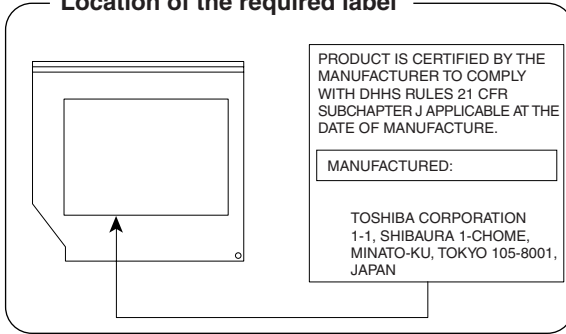 Location of the required label
PRODUCT IS CERTIFIED BY THE
MANUFACTURER TO COMPLY
WITH DHHS RULES 21 CFR
SUBCHAPTER J APPLICABLE AT THE
DATE OF MANUFACTURE.
MANUFACTURED:
TOSHIBA CORPORATION
1-1, SHIBAURA 1-CHOME,
MINATO-KU, TOKYO 105-8001,
JAPAN